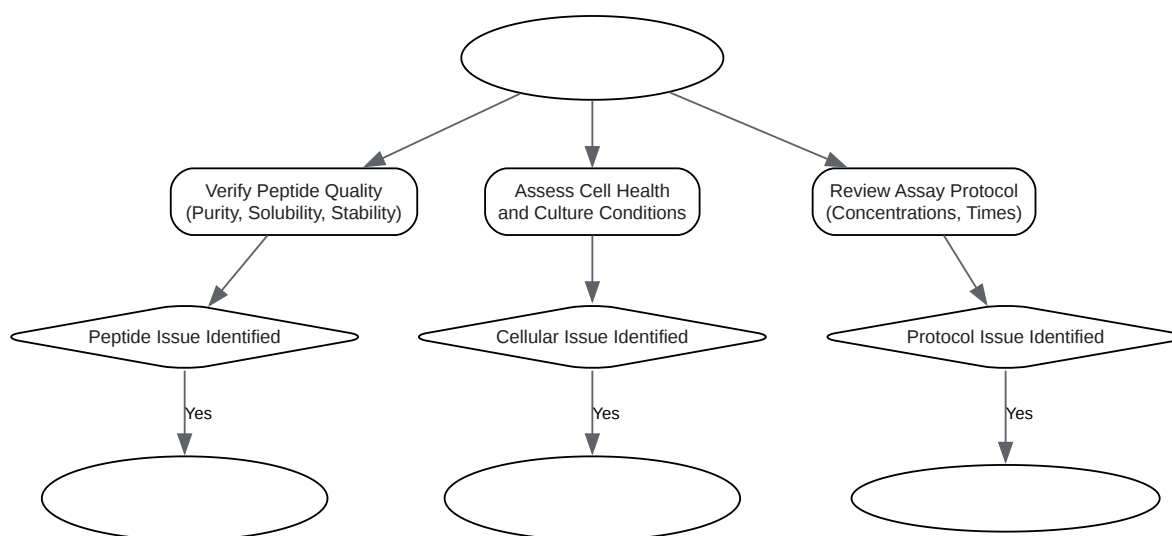 Verify Peptide Quality
(Purity, Solubility, Stability)
Assess Cell Health
and Culture Conditions
Review Assay Protocol
(Concentrations, Times)
Peptide Issue Identified
Cellular Issue Identified
Protocol Issue Identified
Yes
Yes
Yes